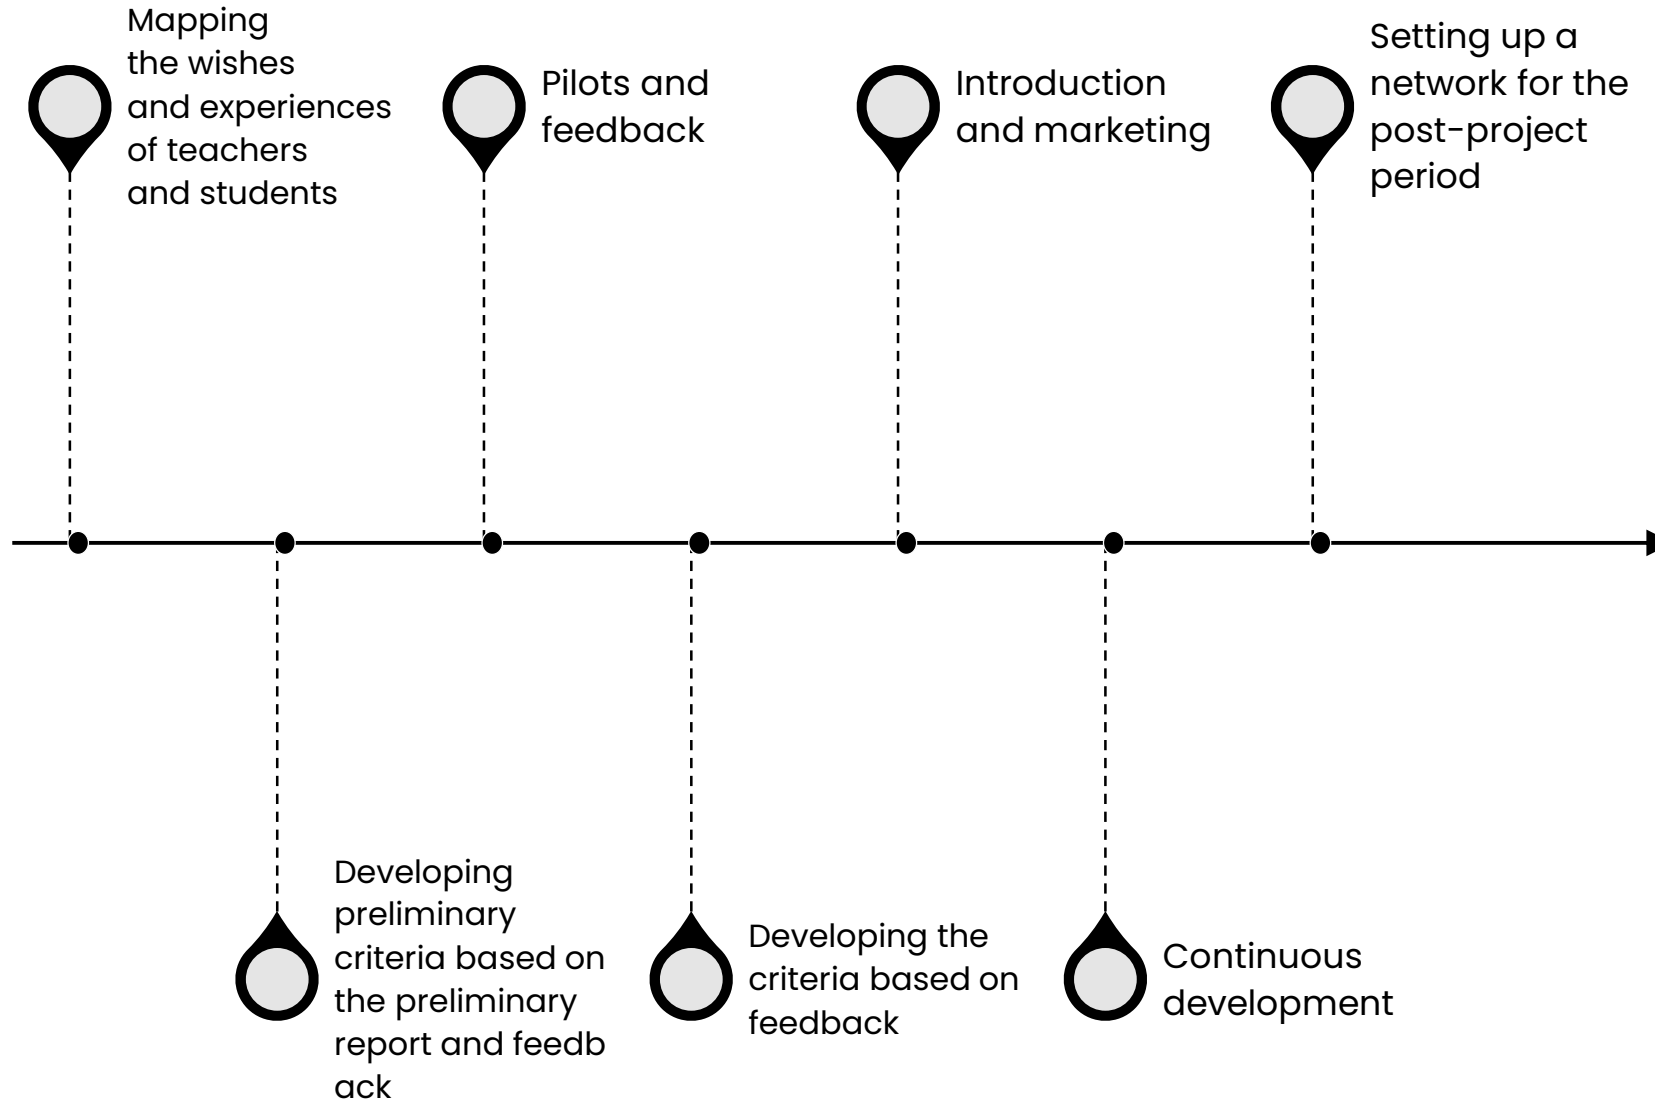 Mapping
the wishes
and experiences
of teachers
and students
Pilots and
feedback
Introduction
and marketing
Setting up a
network for the
post-project
period
Developing
preliminary
criteria based on
the preliminary
report and feedb
ack
Developing the
criteria based on
feedback
Continuous
development